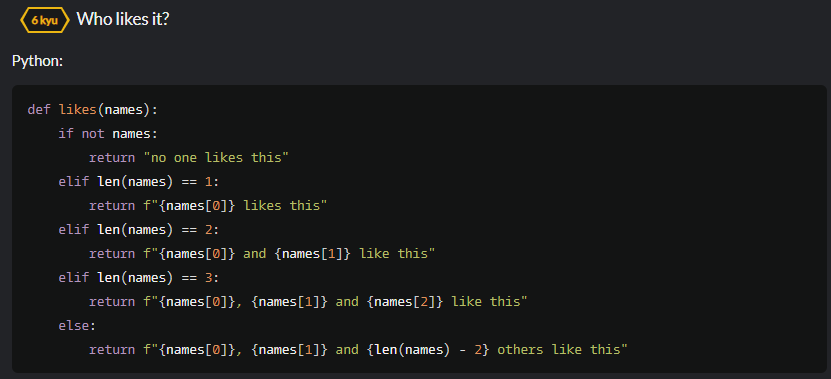 6 kyu Who likes it?
Python:
def likes(names):
    if not names:
        return "no one likes this"
    elif len(names) == 1:
        return f"{names[0]} likes this"
    elif len(names) == 2:
        return f"{names[0]} and {names[1]} like this"
    elif len(names) == 3:
        return f"{names[0]}, {names[1]} and {names[2]} like this"
    else:
        return f"{names[0]}, {names[1]} and {len(names) - 2} others like this"